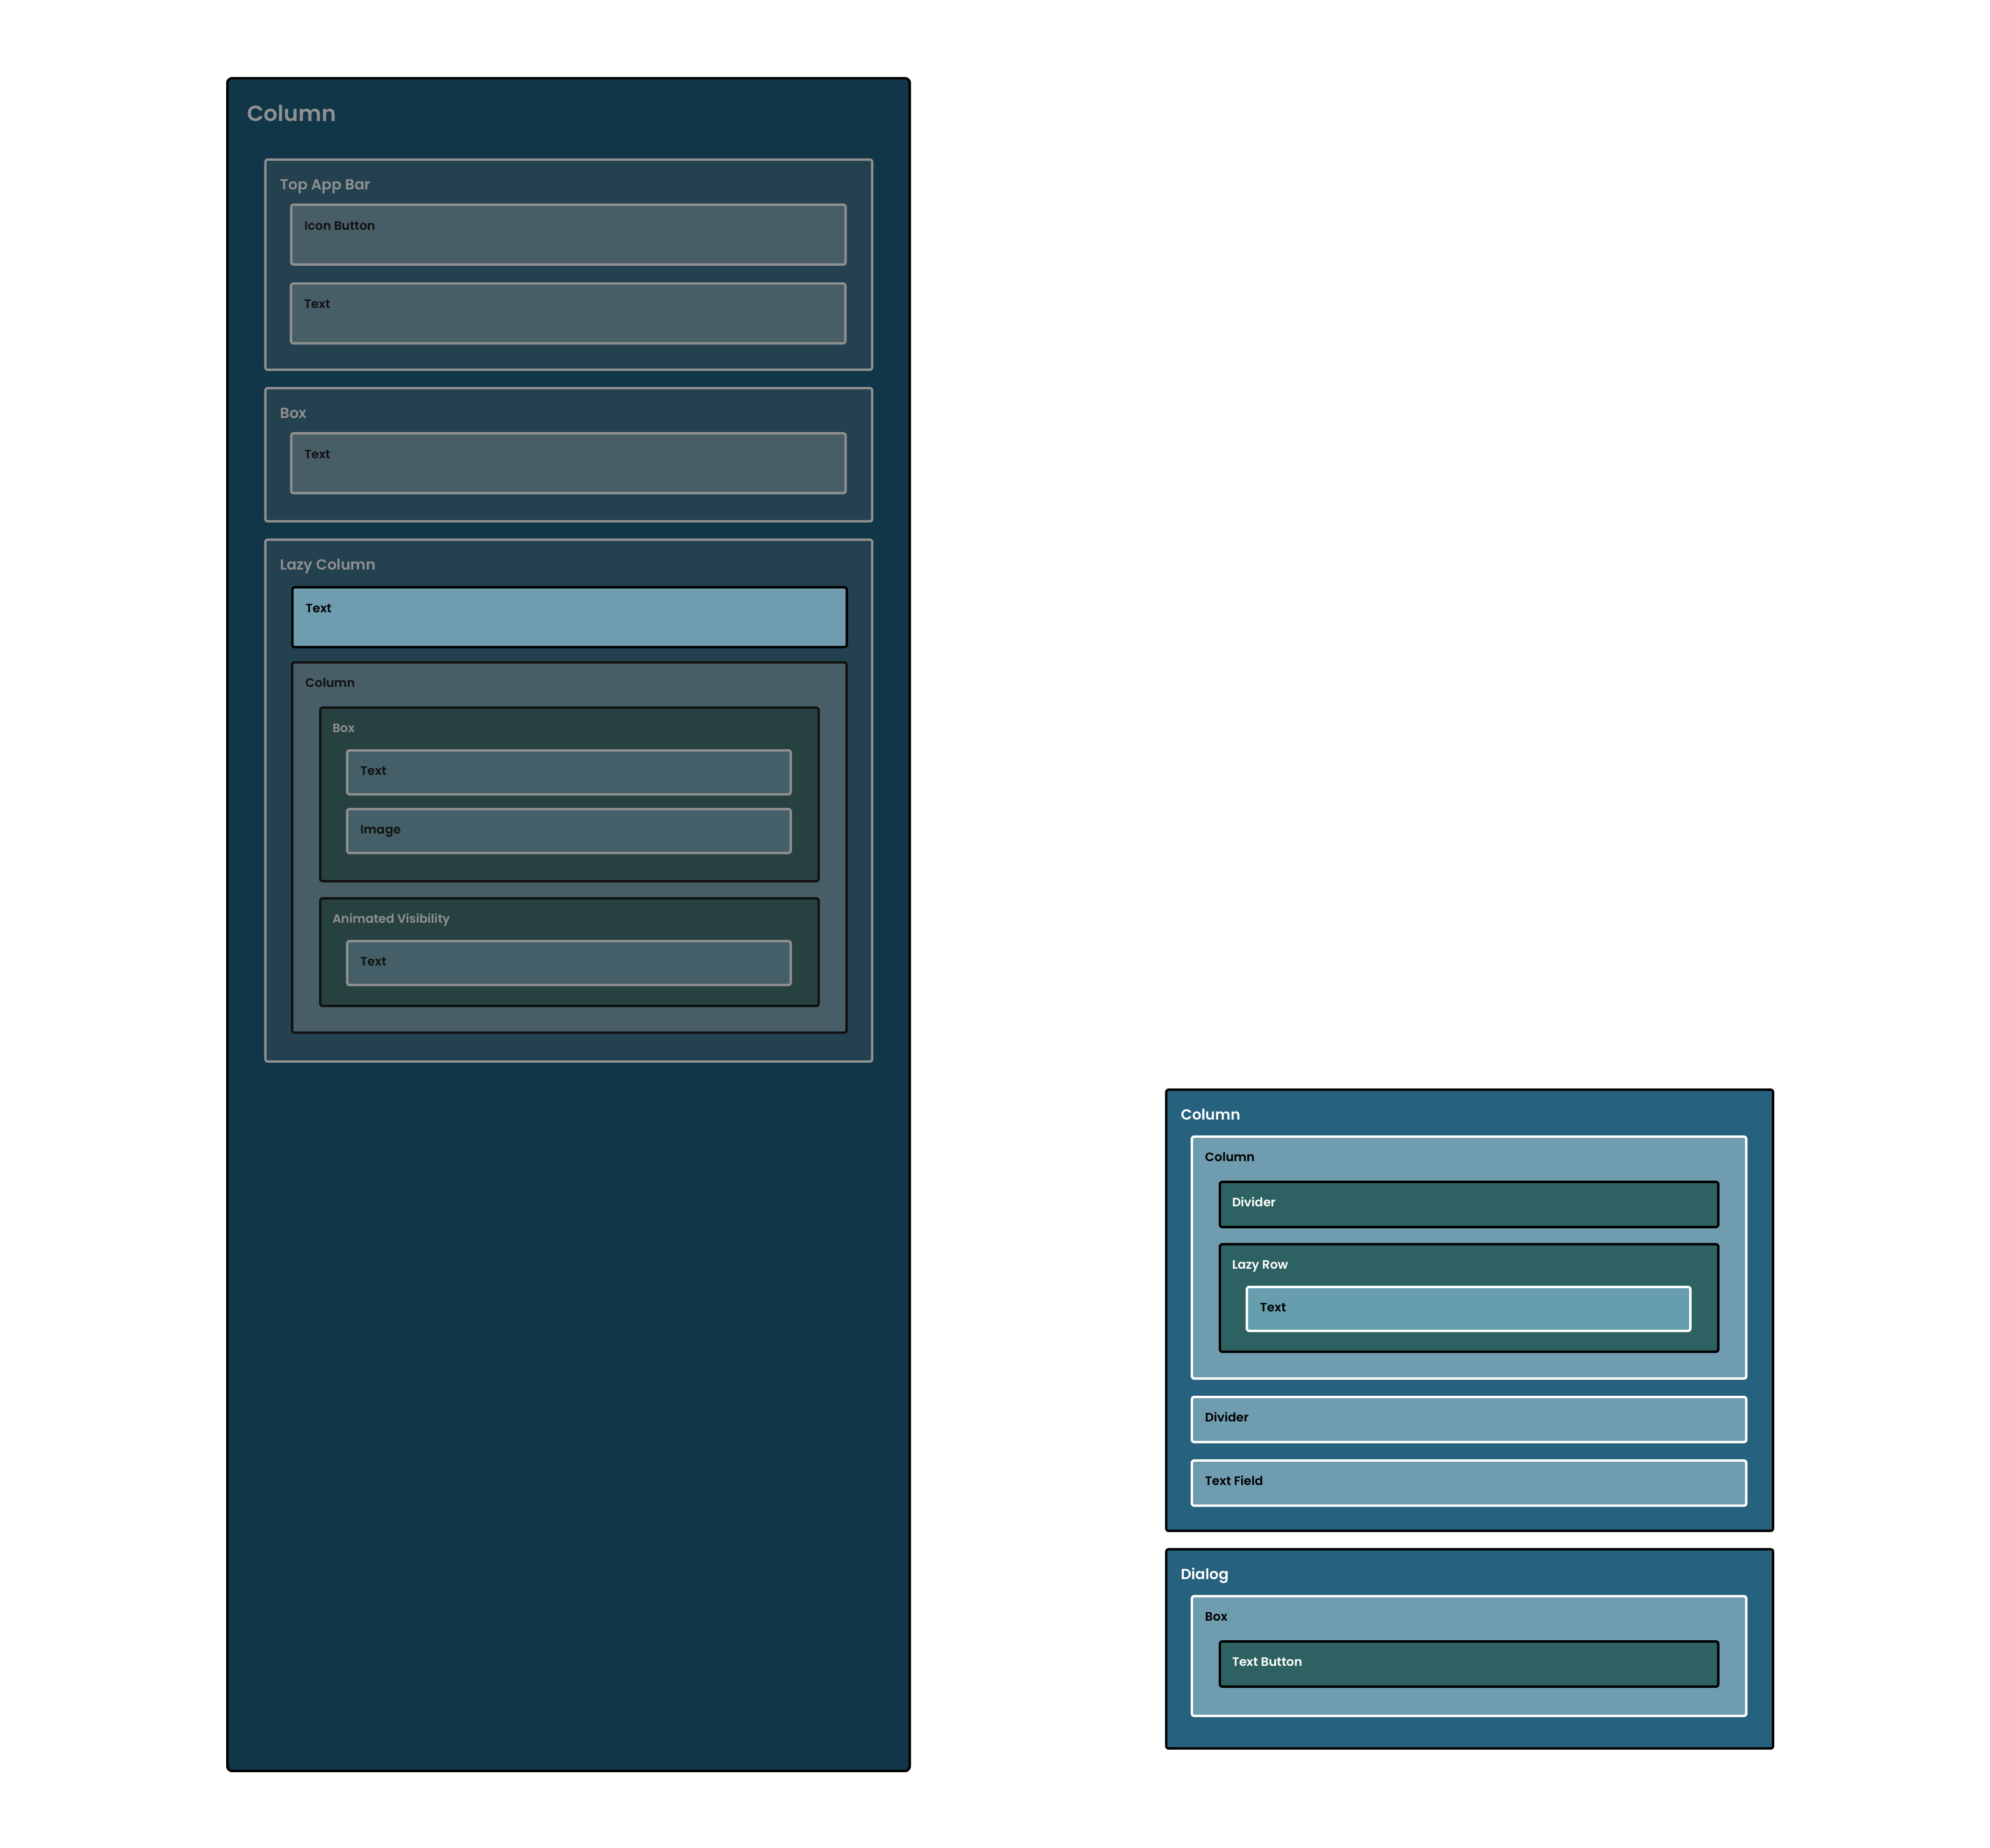 Column
Top App Bar
Icon Button
Text
Box
Text
Lazy Column
Text
Column
Box
Text
Image
Animated Visibility
Text
Column
Column
Divider
Lazy Row
Text
Divider
Text Field
Dialog
Box
Text Button